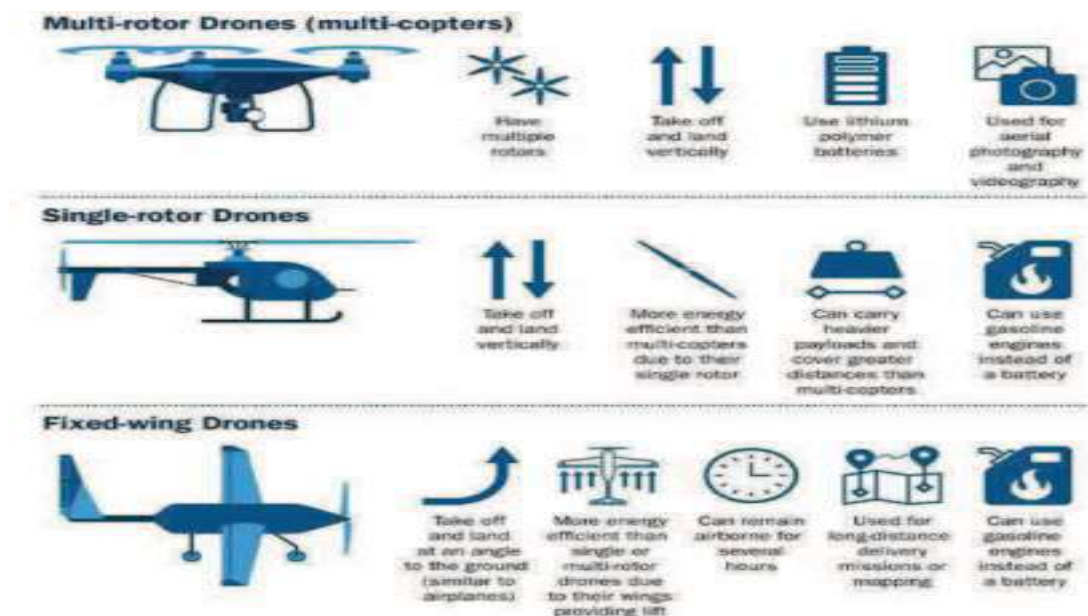 Multi-rotor Drones (multi-copters)
Have
multiple
rotors
Take off
and land
vertically
Use lithium
polymer
batteries
Used for
aerial
photography
and
videography
Single-rotor Drones
Take off
and land
vertically
More energy
efficient than
multi-copters
due to their
single rotor
Can carry
heavier
payloads and
cover greater
distances than
multi-copters
Can use
gasoline
engines
instead of
a battery
Fixed-wing Drones
Take off
and land
at an angle
to the ground
(similar to
airplanes)
More energy
efficient than
single or
multi-rotor
drones due
to their wings
providing lift
Can remain
airborne for
several
hours
Used for
long-distance
delivery
missions or
mapping
Can use
gasoline
engines
instead of
a battery